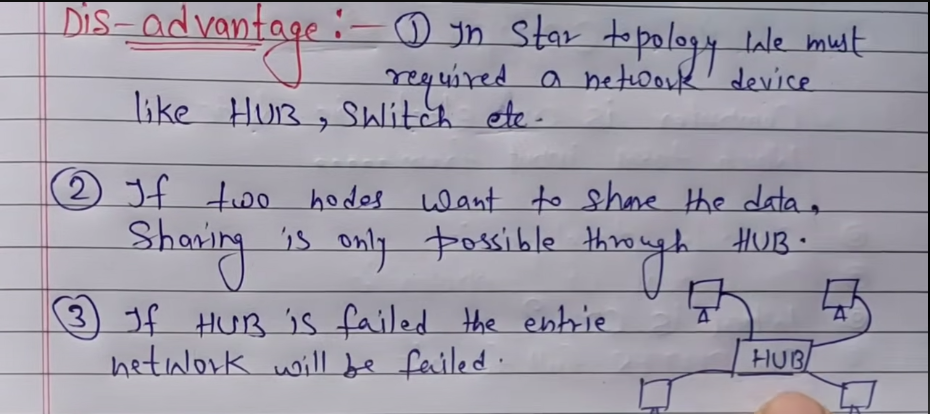 Dis-advantage :- ① In Star topology We must
required a network device
like HUB, Switch etc.
② If two nodes want to share the data,
Sharing is only possible through HUB.
③ If HUB is failed the entrie
network will be failed.
HUB